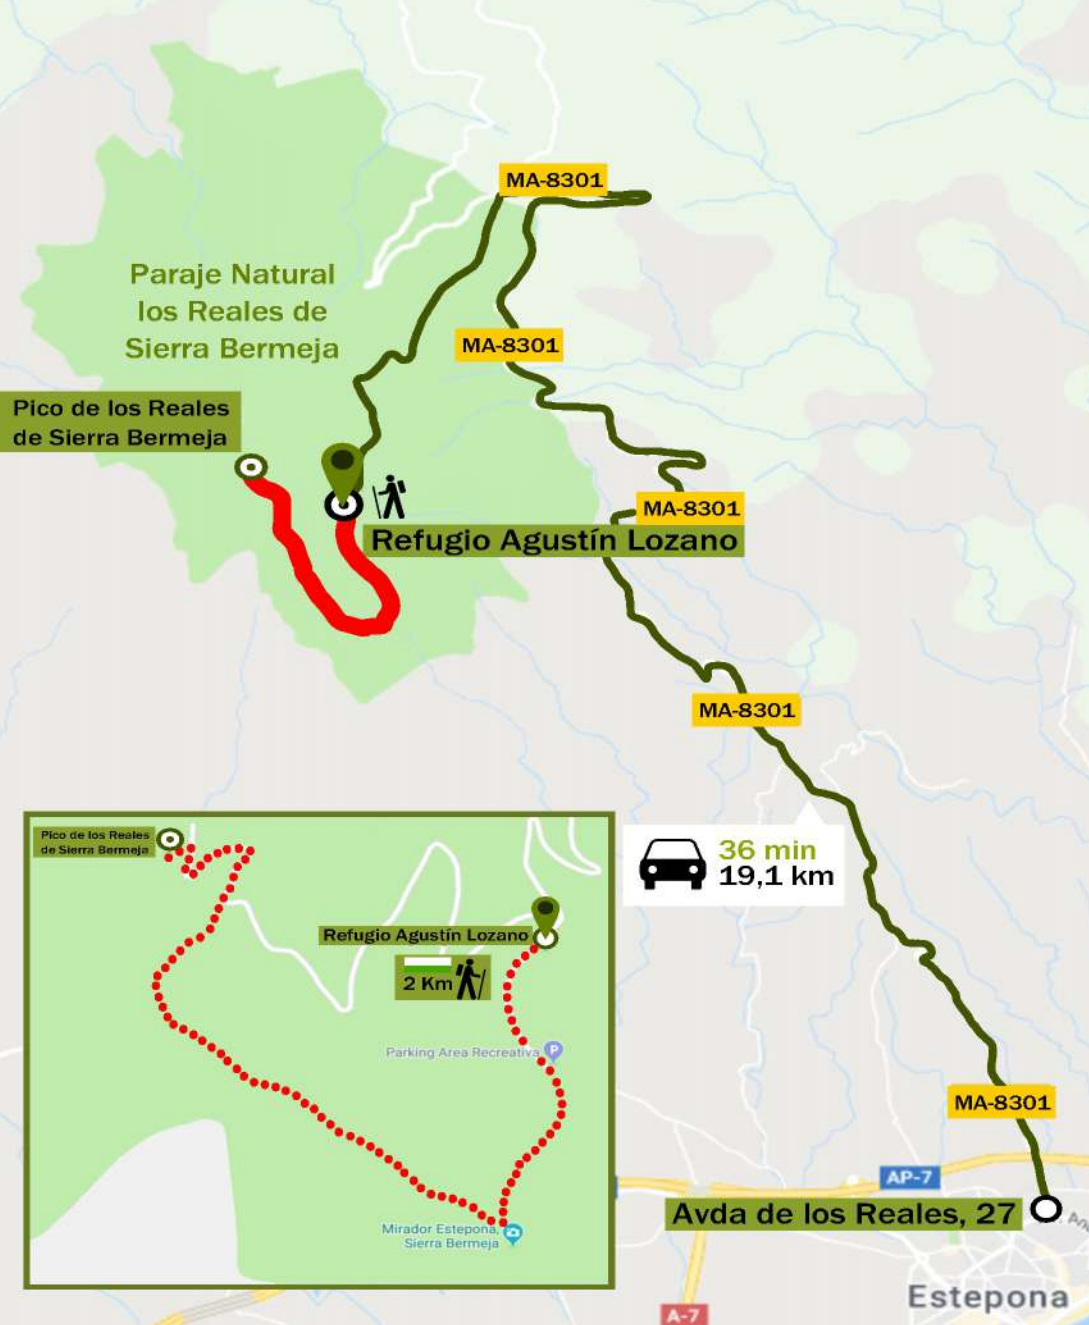 MA-8301
Paraje Natural
los Reales de
Sierra Bermeja
MA-8301
Pico de los Reales
de Sierra Bermeja
MA-8301
Refugio Agustín Lozano
MA-8301
36 min
19,1 km
Pico de los Reales
de Sierra Bermeja
Refugio Agustín Lozano
2 Km
Parking Area Recreativa
P
Mirador Estepona,
Sierra Bermeja
MA-8301
AP-7
Avda de los Reales, 27
Estepona
A-7